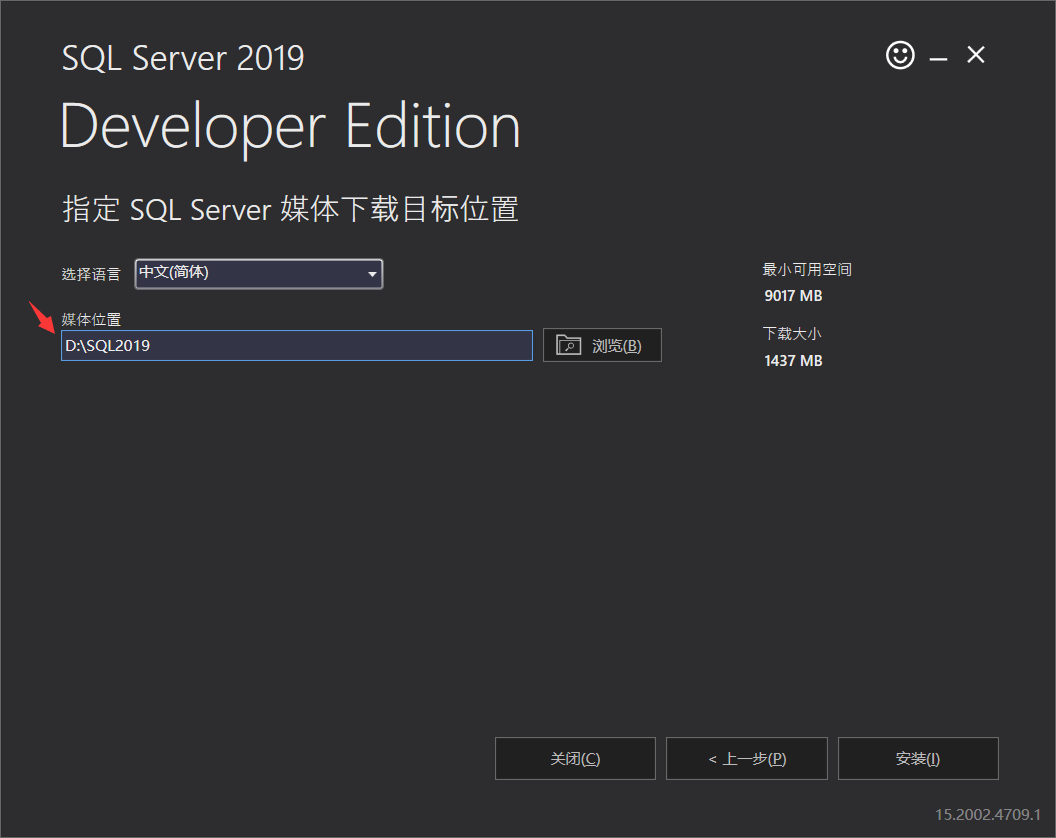 SQL Server 2019
Developer Edition
指定 SQL Server 媒体下载目标位置
选择语言 中文(简体)
媒体位置
D:\SQL2019 浏览(B)
最小可用空间
9017 MB
下载大小
1437 MB
关闭(C) < 上一步(P) 安装(I)
15.2002.4709.1